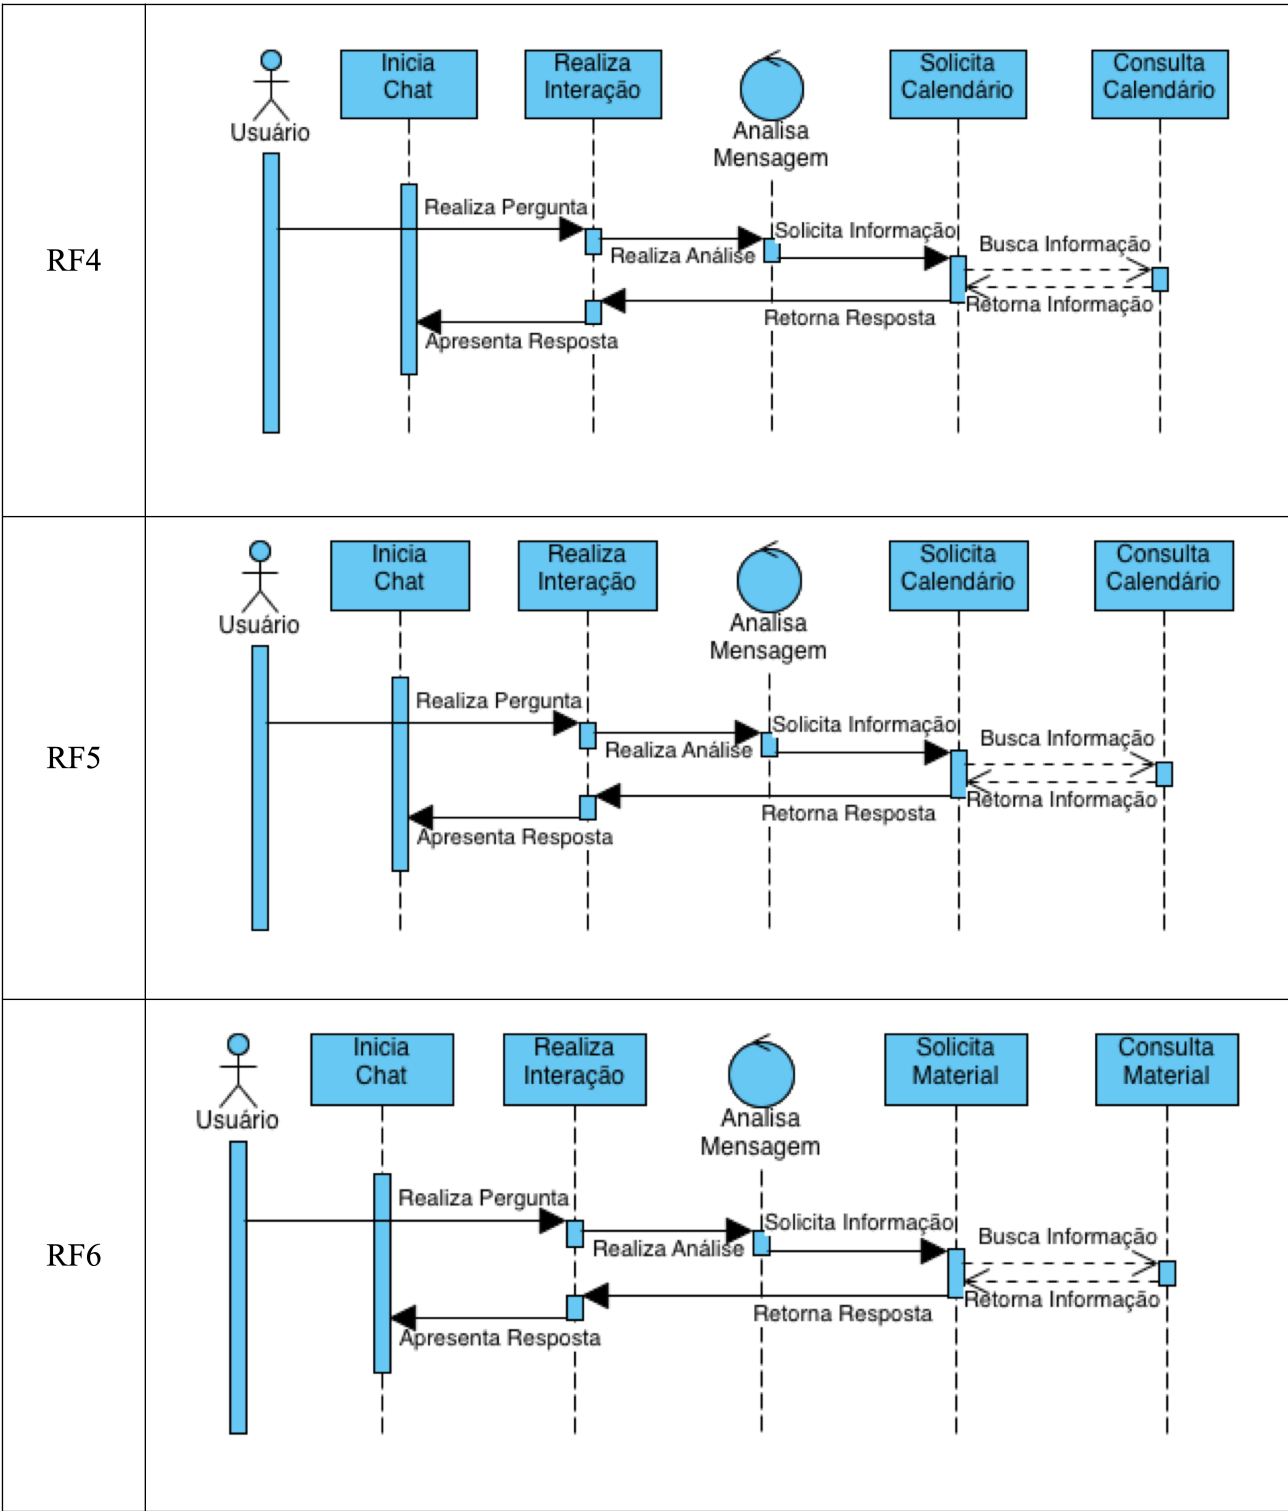 RF4
Inicia
Chat
Realiza
Interação
Solicita
Calendário
Consulta
Calendário
Usuário
Analisa
Mensagem
Realiza Pergunta
Solicita Informação
Realiza Análise
Busca Informação
Retorna Informação
Retorna Resposta
Apresenta Resposta
RF5
Inicia
Chat
Realiza
Interação
Solicita
Calendário
Consulta
Calendário
Usuário
Analisa
Mensagem
Realiza Pergunta
Solicita Informação
Realiza Análise
Busca Informação
Retorna Informação
Retorna Resposta
Apresenta Resposta
RF6
Inicia
Chat
Realiza
Interação
Solicita
Material
Consulta
Material
Usuário
Analisa
Mensagem
Realiza Pergunta
Solicita Informação
Realiza Análise
Busca Informação
Retorna Informação
Retorna Resposta
Apresenta Resposta